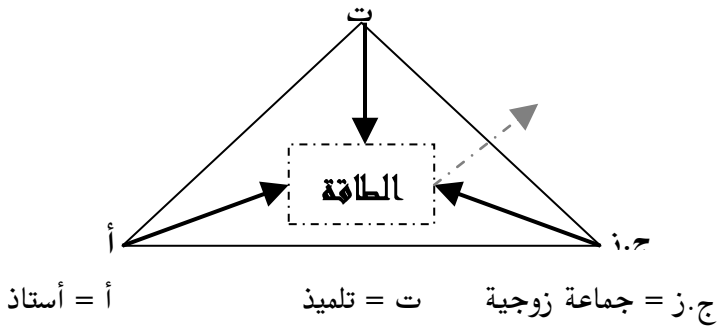 ت
الطاقة
أ
ج.ز
ج.ز = جماعة زوجية ت = تلميذ أ = أستاذ